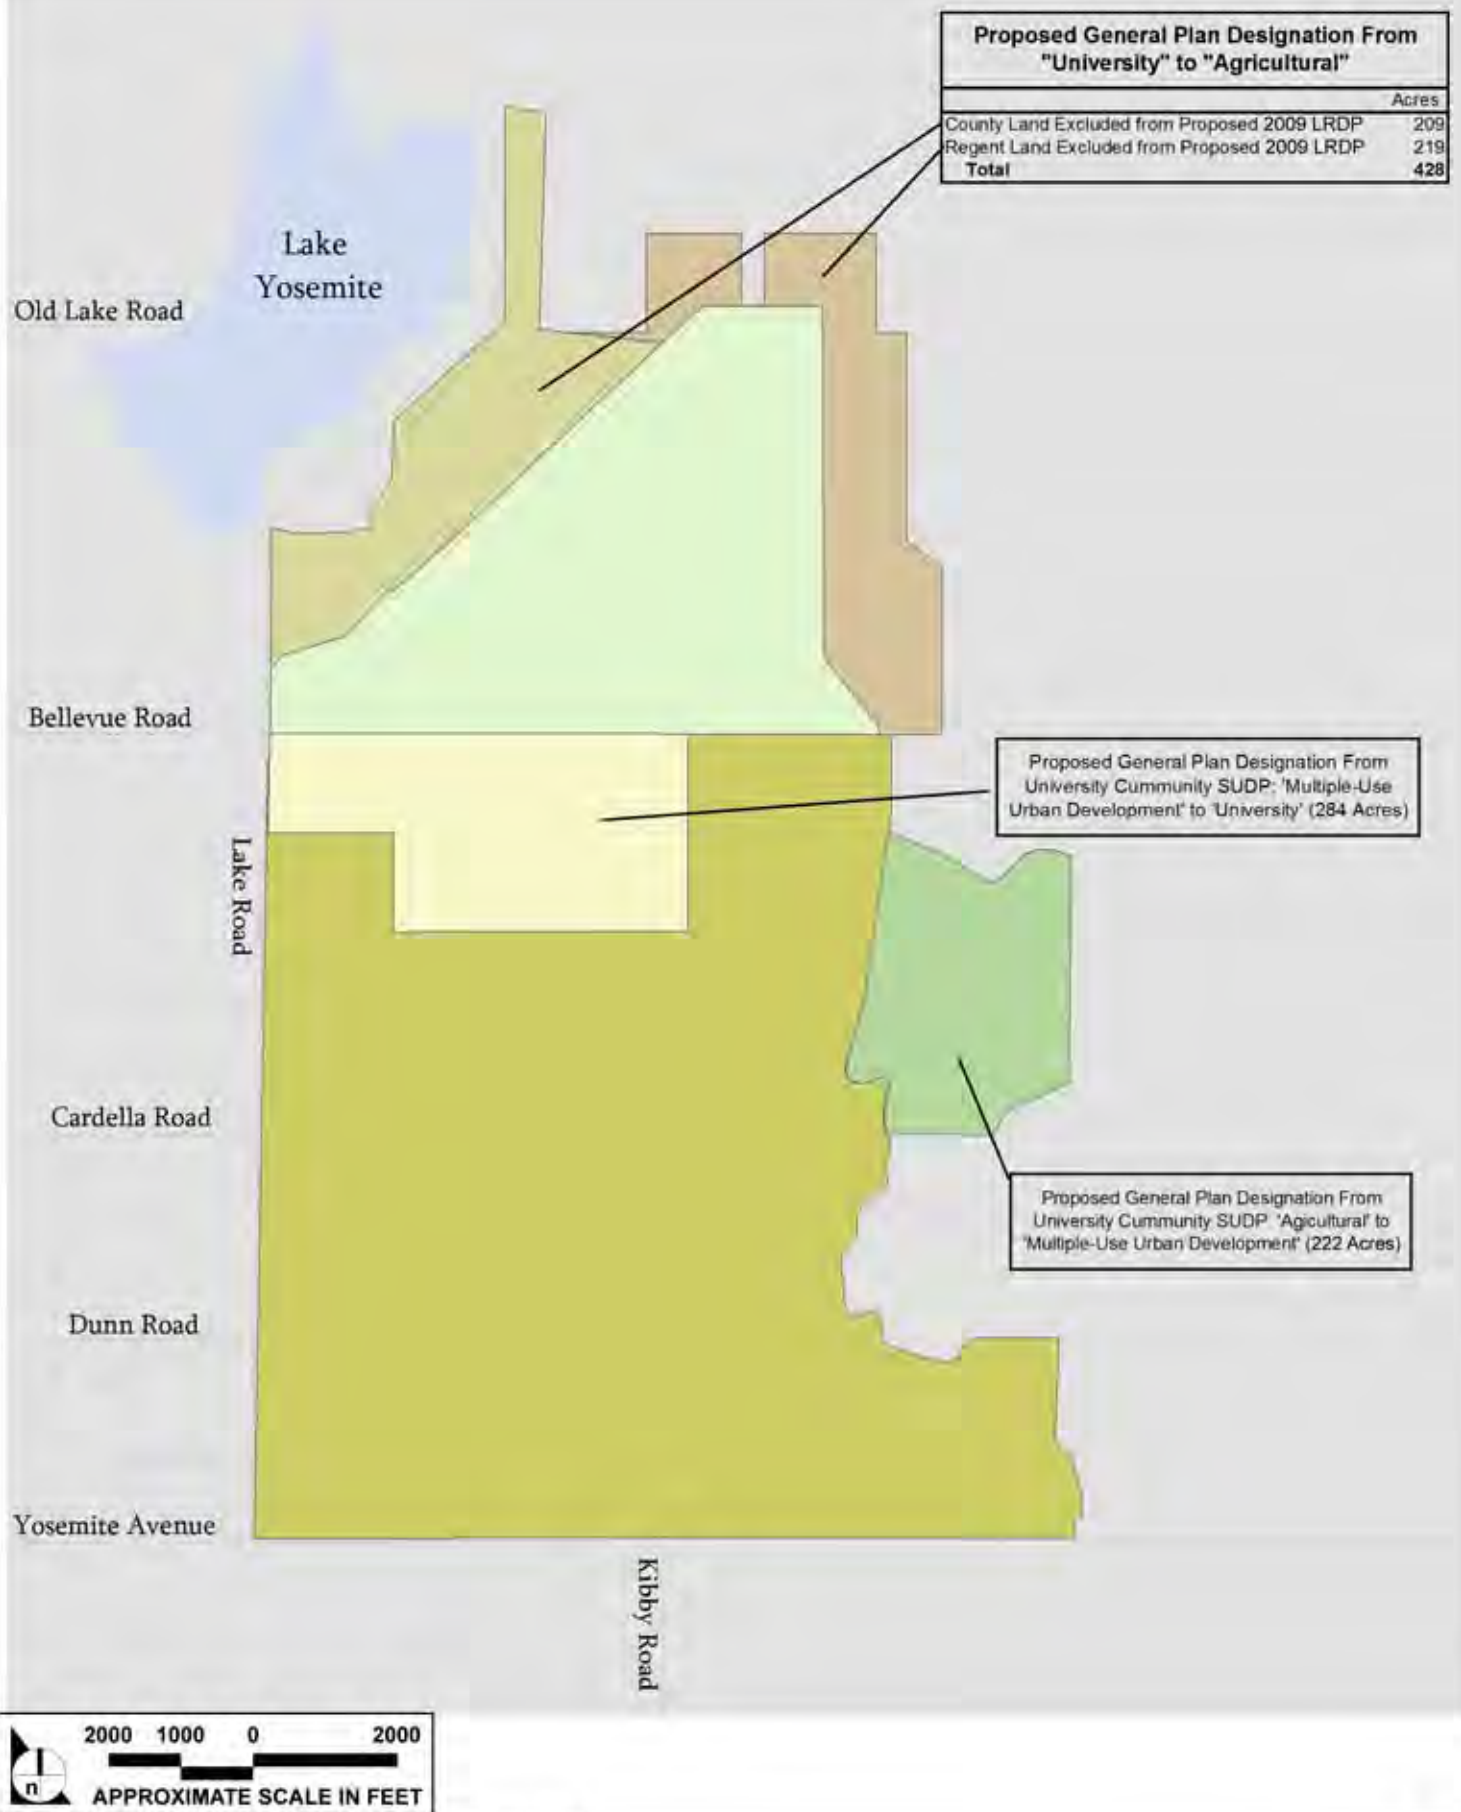 Proposed General Plan Designation From
"University" to "Agricultural"
Acres
County Land Excluded from Proposed 2009 LRDP 209
Regent Land Excluded from Proposed 2009 LRDP 219
Total 428
Lake
Yosemite
Old Lake Road
Bellevue Road
Proposed General Plan Designation From
University Cummunity SUDP: 'Multiple-Use
Urban Development' to 'University' (284 Acres)
Lake Road
Cardella Road
Proposed General Plan Designation From
University Cummunity SUDP 'Agicultural' to
'Multiple-Use Urban Development' (222 Acres)
Dunn Road
Yosemite Avenue
Kibby Road
2000 1000 0 2000
n
APPROXIMATE SCALE IN FEET